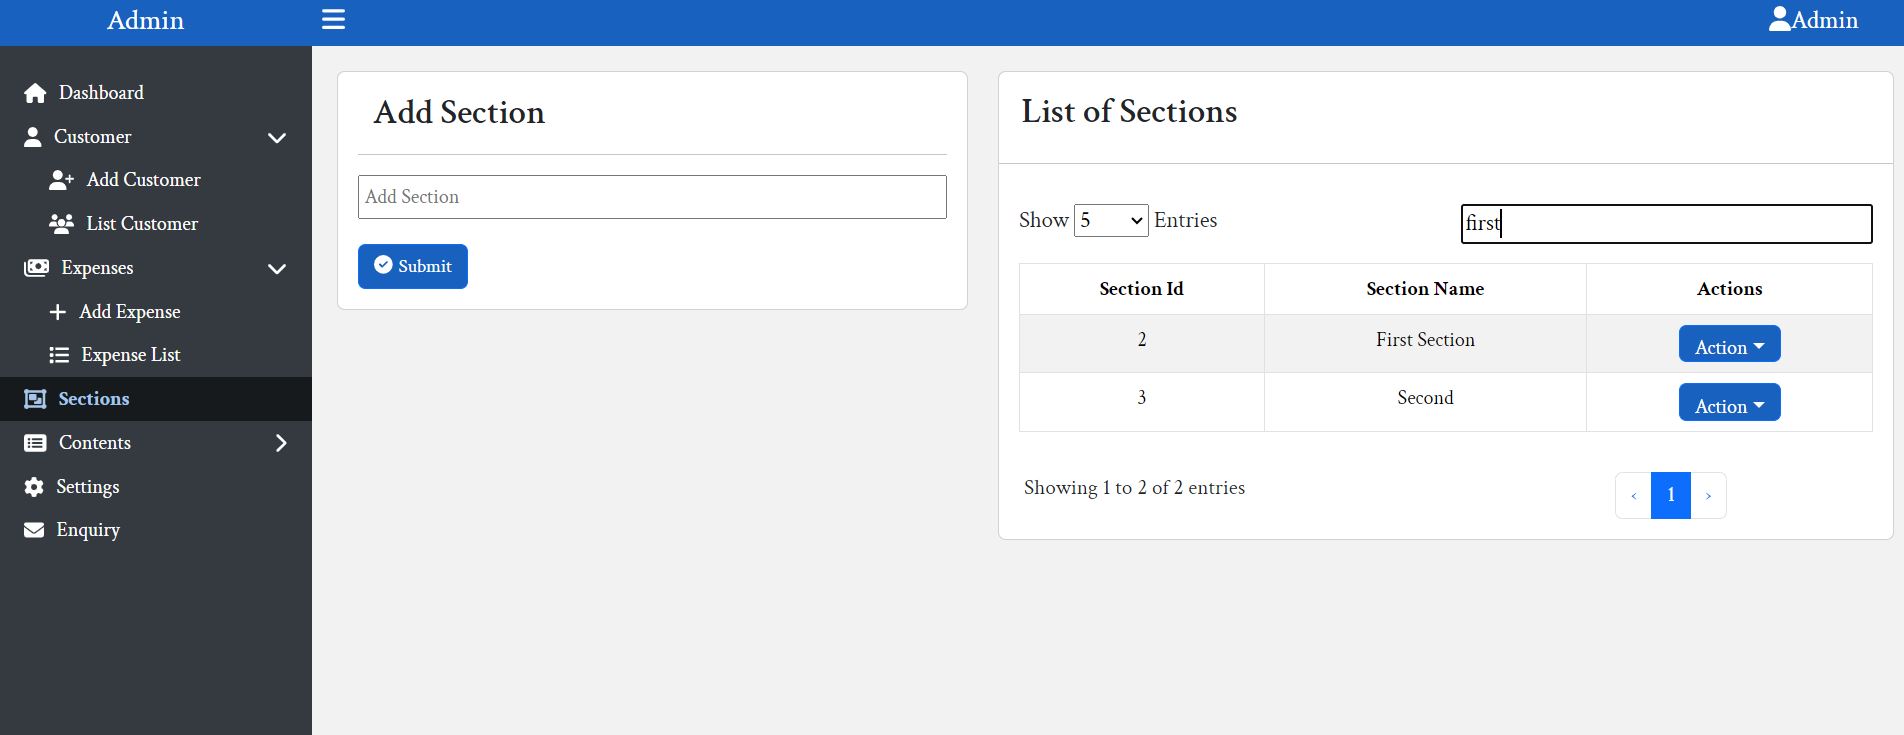 Admin
Admin
Dashboard
Customer
Add Customer
List Customer
Expenses
Add Expense
Expense List
Sections
Contents
Settings
Enquiry
Add Section
Add Section
Submit
List of Sections
Show 5 Entries
first
Section Id Section Name Actions
2 First Section Action
3 Second Action
Showing 1 to 2 of 2 entries
‹ 1 ›